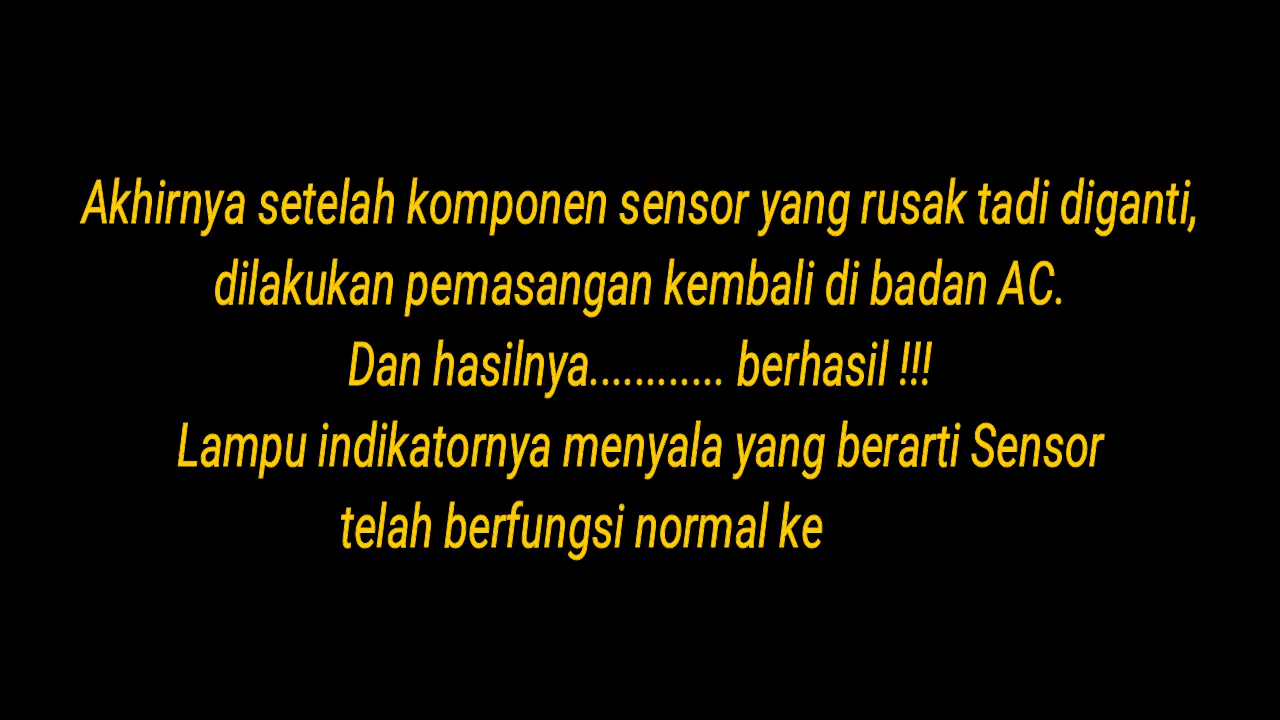 Akhirnya setelah komponen sensor yang rusak tadi diganti,
dilakukan pemasangan kembali di badan AC.
Dan hasilnya............ berhasil !!!
Lampu indikatornya menyala yang berarti Sensor
telah berfungsi normal ke